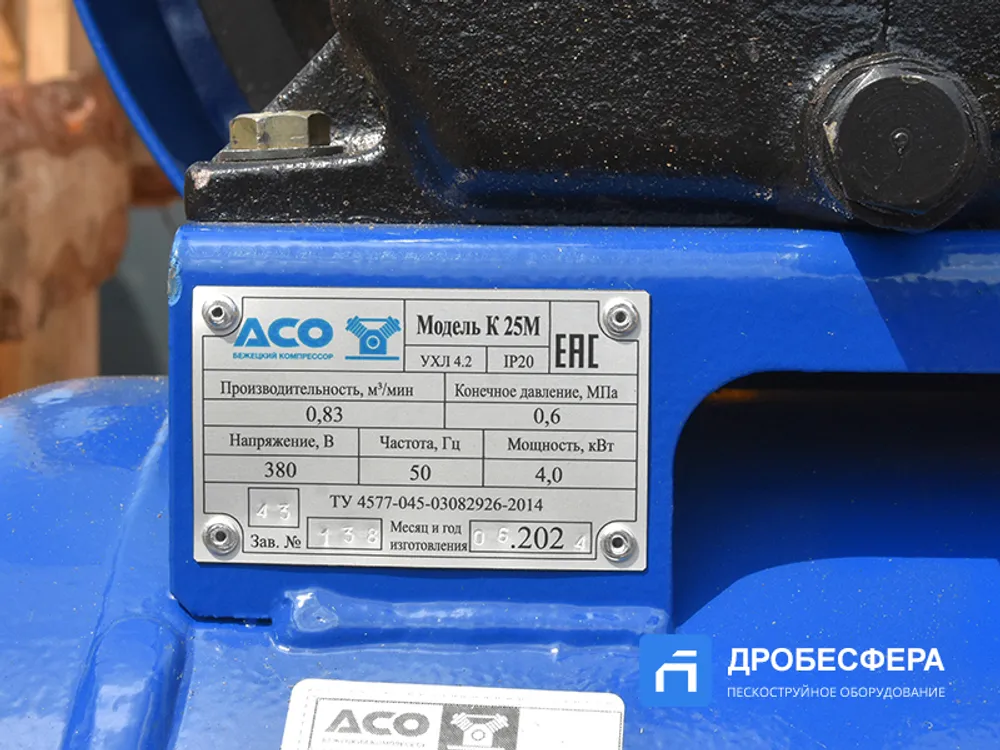 АСО
БЕЖЕЦКИЙ КОМПРЕССОР
Модель К 25М
УХЛ 4.2 IP20
ЕАС
Производительность, м³/мин Конечное давление, МПа
0,83 0,6
Напряжение, В Частота, Гц Мощность, кВт
380 50 4,0
43 ТУ 4577-045-03082926-2014
Зав. № 138 Месяц и год изготовления 06.2024
АСО
БЕЖЕЦКИЙ КОМПРЕССОР
ДРОБЕСФЕРА
ПЕСКОСТРУЙНОЕ ОБОРУДОВАНИЕ